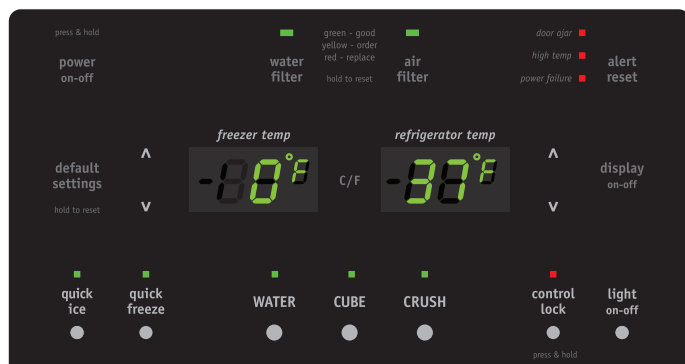 press & hold
power
on-off
water
filter
green - good
yellow - order
red - replace
hold to reset
air
filter
door ajar
high temp
power failure
alert
reset
default
settings
hold to reset
^
v
freezer temp
0°F
C/F
refrigerator temp
37°F
^
v
display
on-off
quick
ice
quick
freeze
WATER
CUBE
CRUSH
control
lock
press & hold
light
on-off